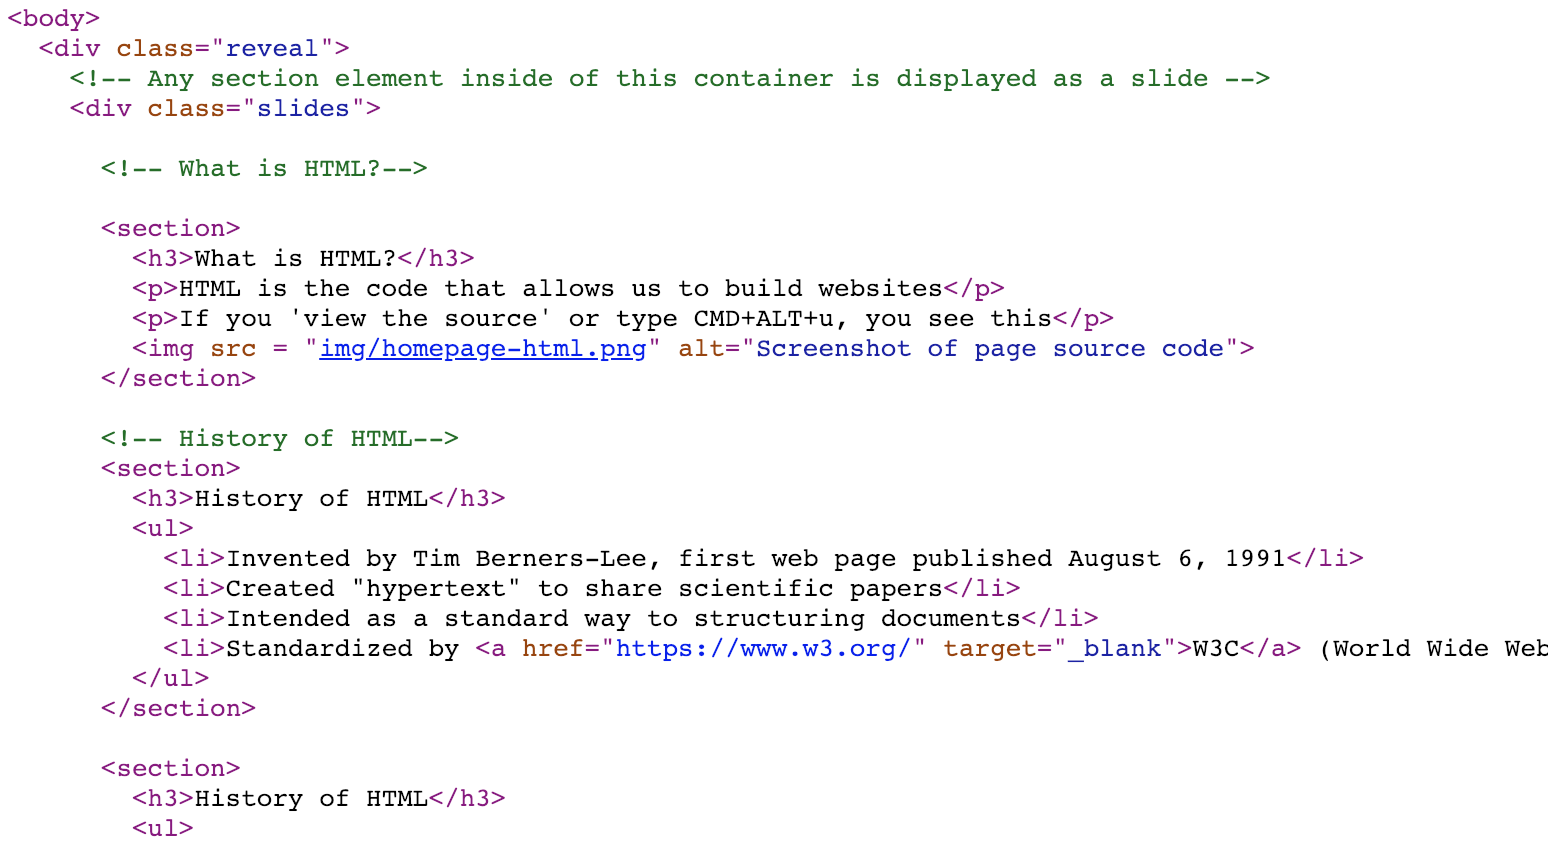 <body>
<div class="reveal">
<!-- Any section element inside of this container is displayed as a slide -->
<div class="slides">
<!-- What is HTML?-->
<section>
<h3>What is HTML?</h3>
<p>HTML is the code that allows us to build websites</p>
<p>If you 'view the source' or type CMD+ALT+u, you see this</p>
<img src = "img/homepage-html.png" alt="Screenshot of page source code">
</section>
<!-- History of HTML-->
<section>
<h3>History of HTML</h3>
<ul>
<li>Invented by Tim Berners-Lee, first web page published August 6, 1991</li>
<li>Created "hypertext" to share scientific papers</li>
<li>Intended as a standard way to structuring documents</li>
<li>Standardized by <a href="https://www.w3.org/" target="_blank">W3C</a> (World Wide Web
</ul>
</section>
<section>
<h3>History of HTML</h3>
<ul>